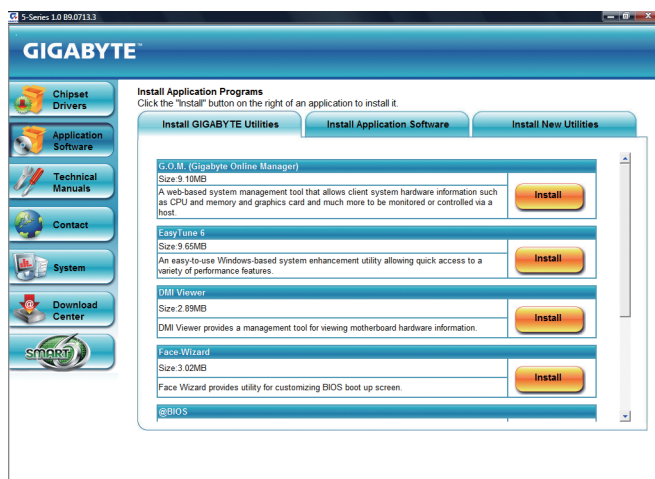 5-Series 1.0 B9.0713.3
GIGABYTE™
Chipset
Drivers
Application
Software
Technical
Manuals
Contact
System
Download
Center
SMART 6
Install Application Programs
Click the "Install" button on the right of an application to install it.
Install GIGABYTE Utilities
Install Application Software
Install New Utilities
G.O.M. (Gigabyte Online Manager)
Size:9.10MB
A web-based system management tool that allows client system hardware information such
as CPU and memory and graphics card and much more to be monitored or controlled via a
host.
Install
EasyTune 6
Size:9.65MB
An easy-to-use Windows-based system enhancement utility allowing quick access to a
variety of performance features.
Install
DMI Viewer
Size:2.89MB
DMI Viewer provides a management tool for viewing motherboard hardware information.
Install
Face-Wizard
Size:3.02MB
Face Wizard provides utility for customizing BIOS boot up screen.
Install
@BIOS